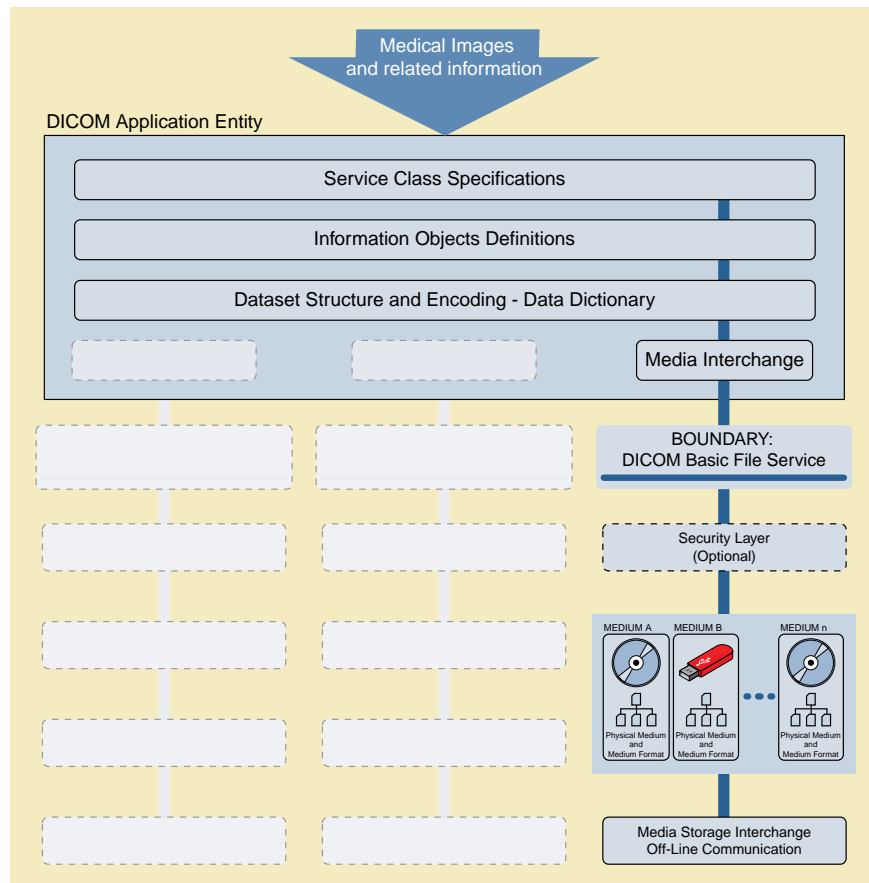 Medical Images
and related information
DICOM Application Entity
Service Class Specifications
Information Objects Definitions
Dataset Structure and Encoding - Data Dictionary
Media Interchange
BOUNDARY:
DICOM Basic File Service
Security Layer
(Optional)
MEDIUM A
MEDIUM B
MEDIUM n
Physical Medium
and
Medium Format
Physical Medium
and
Medium Format
Physical Medium
and
Medium Format
Media Storage Interchange
Off-Line Communication